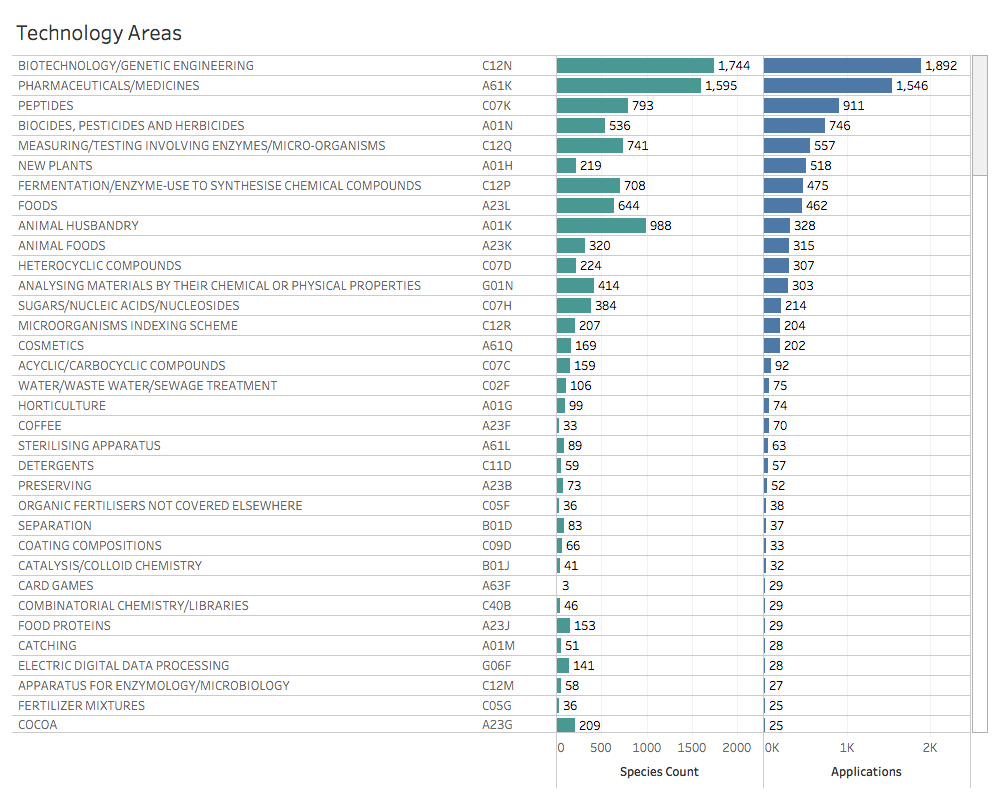 Technology Areas
BIOTECHNOLOGY/GENETIC ENGINEERING C12N 1,744 1,892
PHARMACEUTICALS/MEDICINES A61K 1,595 1,546
PEPTIDES C07K 793 911
BIOCIDES, PESTICIDES AND HERBICIDES A01N 536 746
MEASURING/TESTING INVOLVING ENZYMES/MICRO-ORGANISMS C12Q 741 557
NEW PLANTS A01H 219 518
FERMENTATION/ENZYME-USE TO SYNTHESISE CHEMICAL COMPOUNDS C12P 708 475
FOODS A23L 644 462
ANIMAL HUSBANDRY A01K 988 328
ANIMAL FOODS A23K 320 315
HETEROCYCLIC COMPOUNDS C07D 224 307
ANALYSING MATERIALS BY THEIR CHEMICAL OR PHYSICAL PROPERTIES G01N 414 303
SUGARS/NUCLEIC ACIDS/NUCLEOSIDES C07H 384 214
MICROORGANISMS INDEXING SCHEME C12R 207 204
COSMETICS A61Q 169 202
ACYCLIC/CARBOCYCLIC COMPOUNDS C07C 159 92
WATER/WASTE WATER/SEWAGE TREATMENT C02F 106 75
HORTICULTURE A01G 99 74
COFFEE A23F 33 70
STERILISING APPARATUS A61L 89 63
DETERGENTS C11D 59 57
PRESERVING A23B 73 52
ORGANIC FERTILISERS NOT COVERED ELSEWHERE C05F 36 38
SEPARATION B01D 83 37
COATING COMPOSITIONS C09D 66 33
CATALYSIS/COLLOID CHEMISTRY B01J 41 32
CARD GAMES A63F 3 29
COMBINATORIAL CHEMISTRY/LIBRARIES C40B 46 29
FOOD PROTEINS A23J 153 29
CATCHING A01M 51 28
ELECTRIC DIGITAL DATA PROCESSING G06F 141 28
APPARATUS FOR ENZYMOLOGY/MICROBIOLOGY C12M 58 27
FERTILIZER MIXTURES C05G 36 25
COCOA A23G 209 25
0 500 1000 1500 2000 0K 1K 2K
Species Count Applications